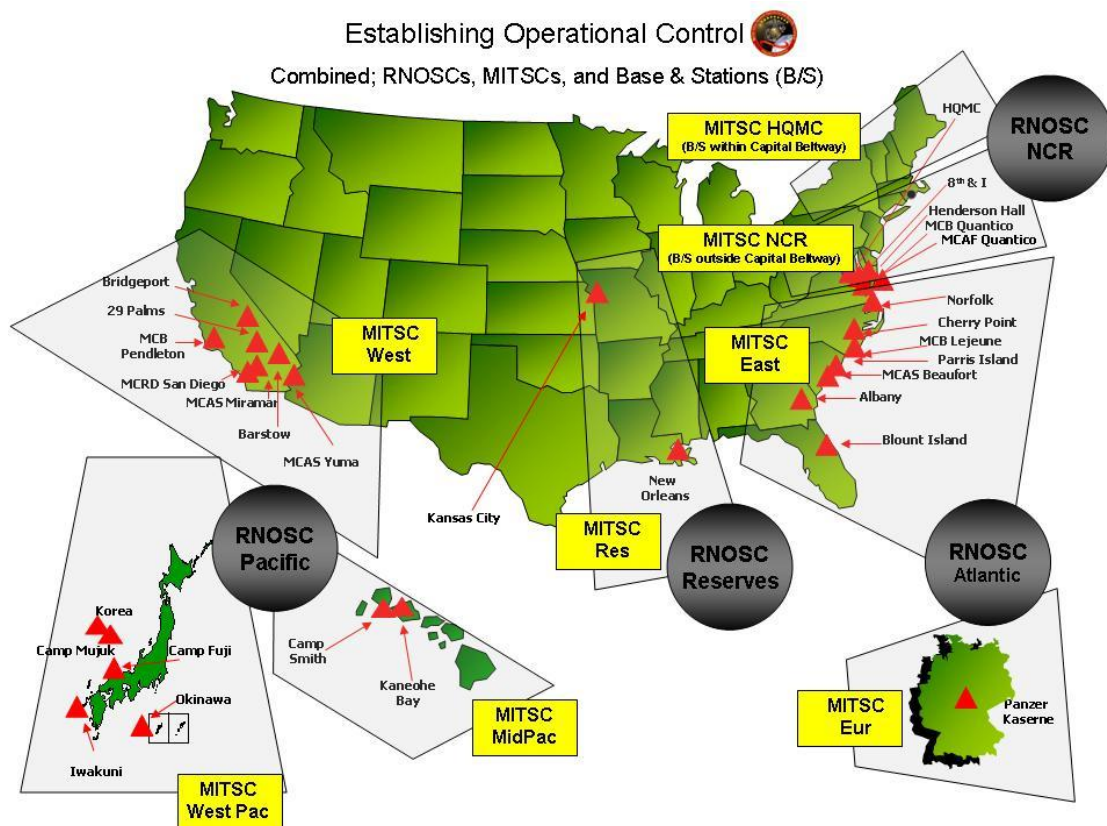 Establishing Operational Control
Combined; RNOSCs, MITSCs, and Base & Stations (B/S)
HQMC
MITSC HQMC
(B/S within Capital Beltway)
RNOSC
NCR
8th & I
Henderson Hall
MCB Quantico
MCAF Quantico
MITSC NCR
(B/S outside Capital Beltway)
Bridgeport
29 Palms
MCB
Pendleton
MCRD San Diego
MCAS Miramar
Barstow
MCAS Yuma
MITSC
West
MITSC
East
Norfolk
Cherry Point
MCB Lejeune
Parris Island
MCAS Beaufort
Albany
Blount Island
New
Orleans
Kansas City
MITSC
Res
RNOSC
Pacific
RNOSC
Reserves
RNOSC
Atlantic
Korea
Camp Mujuk
Camp Fuji
Okinawa
Iwakuni
MITSC
West Pac
Camp
Smith
Kaneohe
Bay
MITSC
MidPac
MITSC
Eur
Panzer
Kaserne